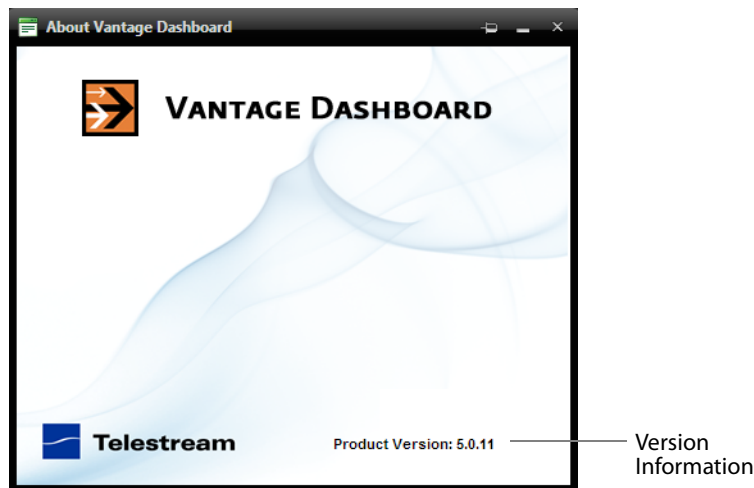 About Vantage Dashboard
VANTAGE DASHBOARD
Telestream
Product Version: 5.0.11
Version
Information